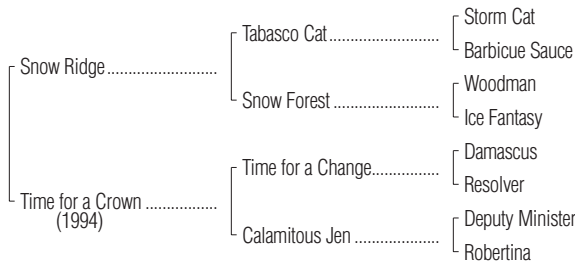 Storm Cat
Tabasco Cat......................
Barbicue Sauce
Snow Ridge......................
Woodman
Snow Forest .....................
Ice Fantasy
Damascus
Time for a Change.............
Resolver
Time for a Crown ..............
(1994)
Deputy Minister
Calamitous Jen .................
Robertina